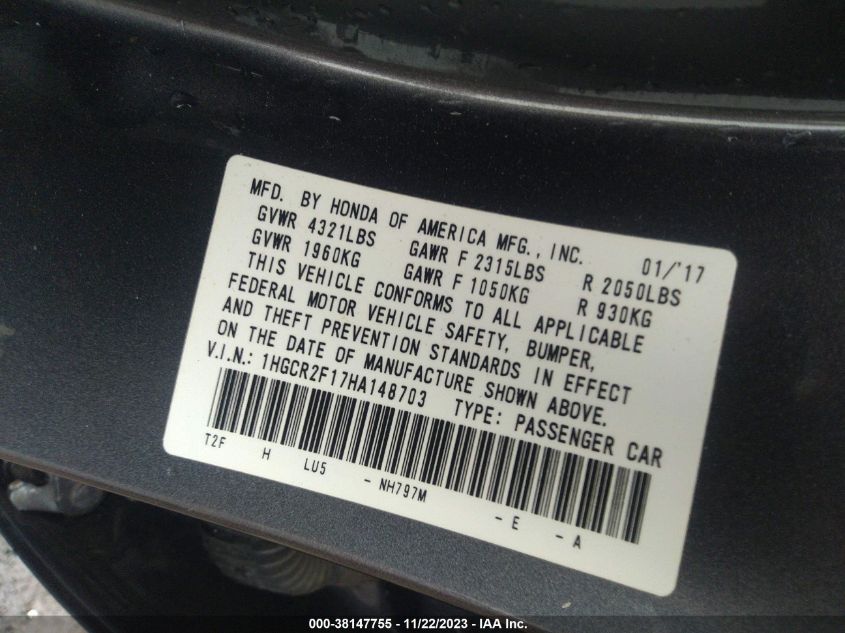 MFD. BY HONDA OF AMERICA MFG., INC. 01/'17
GVWR 4321LBS GAWR F 2315LBS R 2050LBS
GVWR 1960KG GAWR F 1050KG R 930KG
THIS VEHICLE CONFORMS TO ALL APPLICABLE
FEDERAL MOTOR VEHICLE SAFETY, BUMPER,
AND THEFT PREVENTION STANDARDS IN EFFECT
ON THE DATE OF MANUFACTURE SHOWN ABOVE.
V.I.N.: 1HGCR2F17HA148703 TYPE: PASSENGER CAR
T2F H LU5 - NH797M - E - A
000-38147755 - 11/22/2023 - IAA Inc.